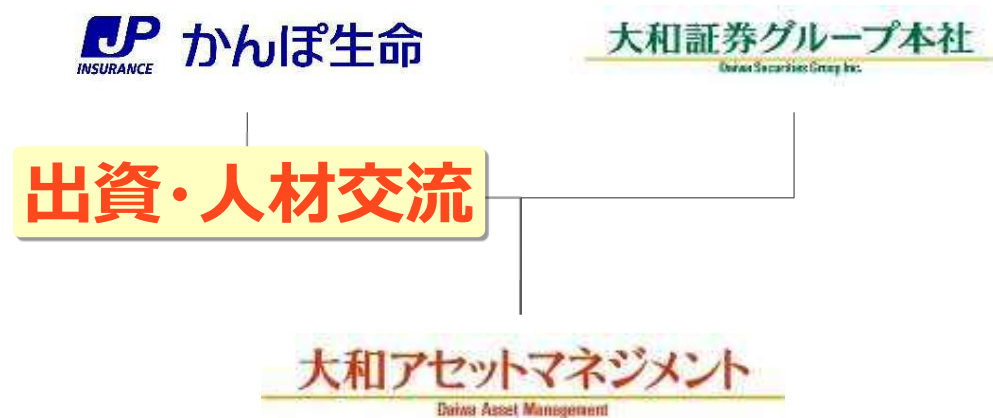 JP INSURANCE かんぽ生命
大和証券グループ本社
Daiwa Securities Group Inc.
出資・人材交流
大和アセットマネジメント
Daiwa Asset Management